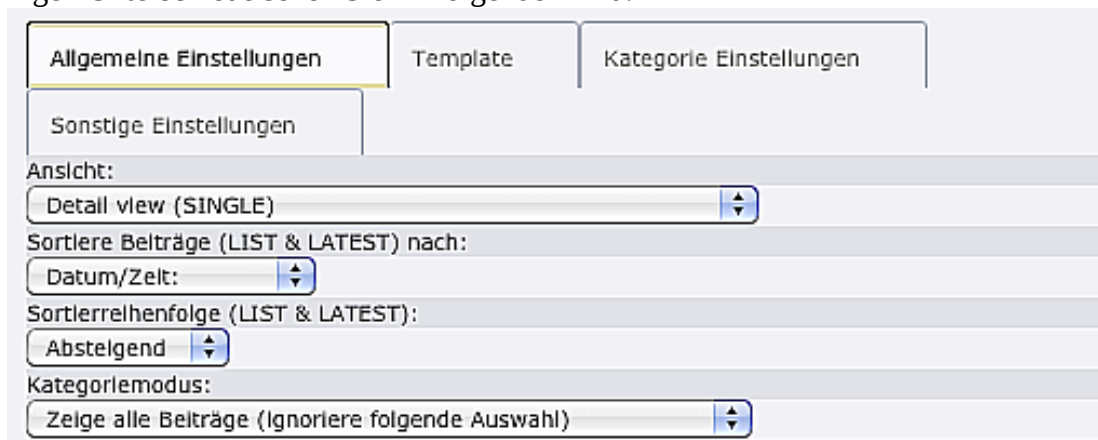 Allgemeine Einstellungen Template Kategorie Einstellungen
Sonstige Einstellungen
Ansicht:
Detail view (SINGLE)
Sortiere Beiträge (LIST & LATEST) nach:
Datum/Zeit:
Sortierreihenfolge (LIST & LATEST):
Absteigend
Kategoriemodus:
Zeige alle Beiträge (Ignoriere folgende Auswahl)